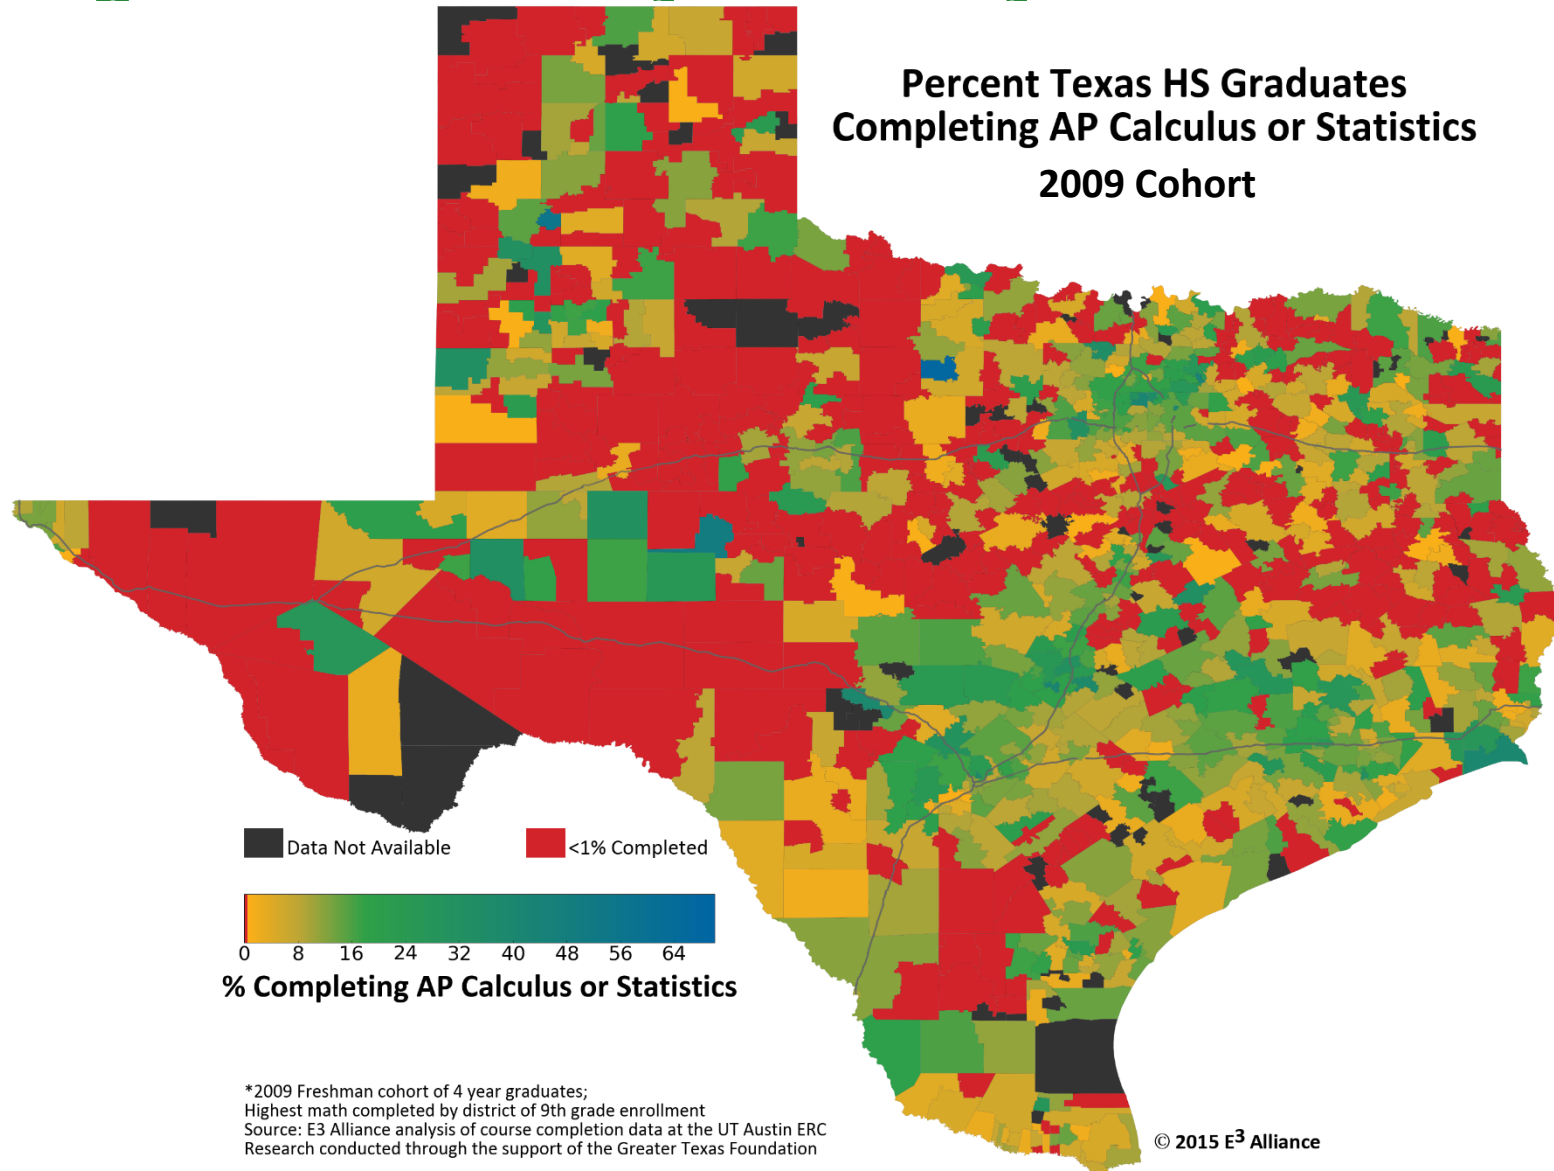 Percent Texas HS Graduates
Completing AP Calculus or Statistics
2009 Cohort
Data Not Available
<1% Completed
0 8 16 24 32 40 48 56 64
% Completing AP Calculus or Statistics
*2009 Freshman cohort of 4 year graduates;
Highest math completed by district of 9th grade enrollment
Source: E3 Alliance analysis of course completion data at the UT Austin ERC
Research conducted through the support of the Greater Texas Foundation
© 2015 E³ Alliance